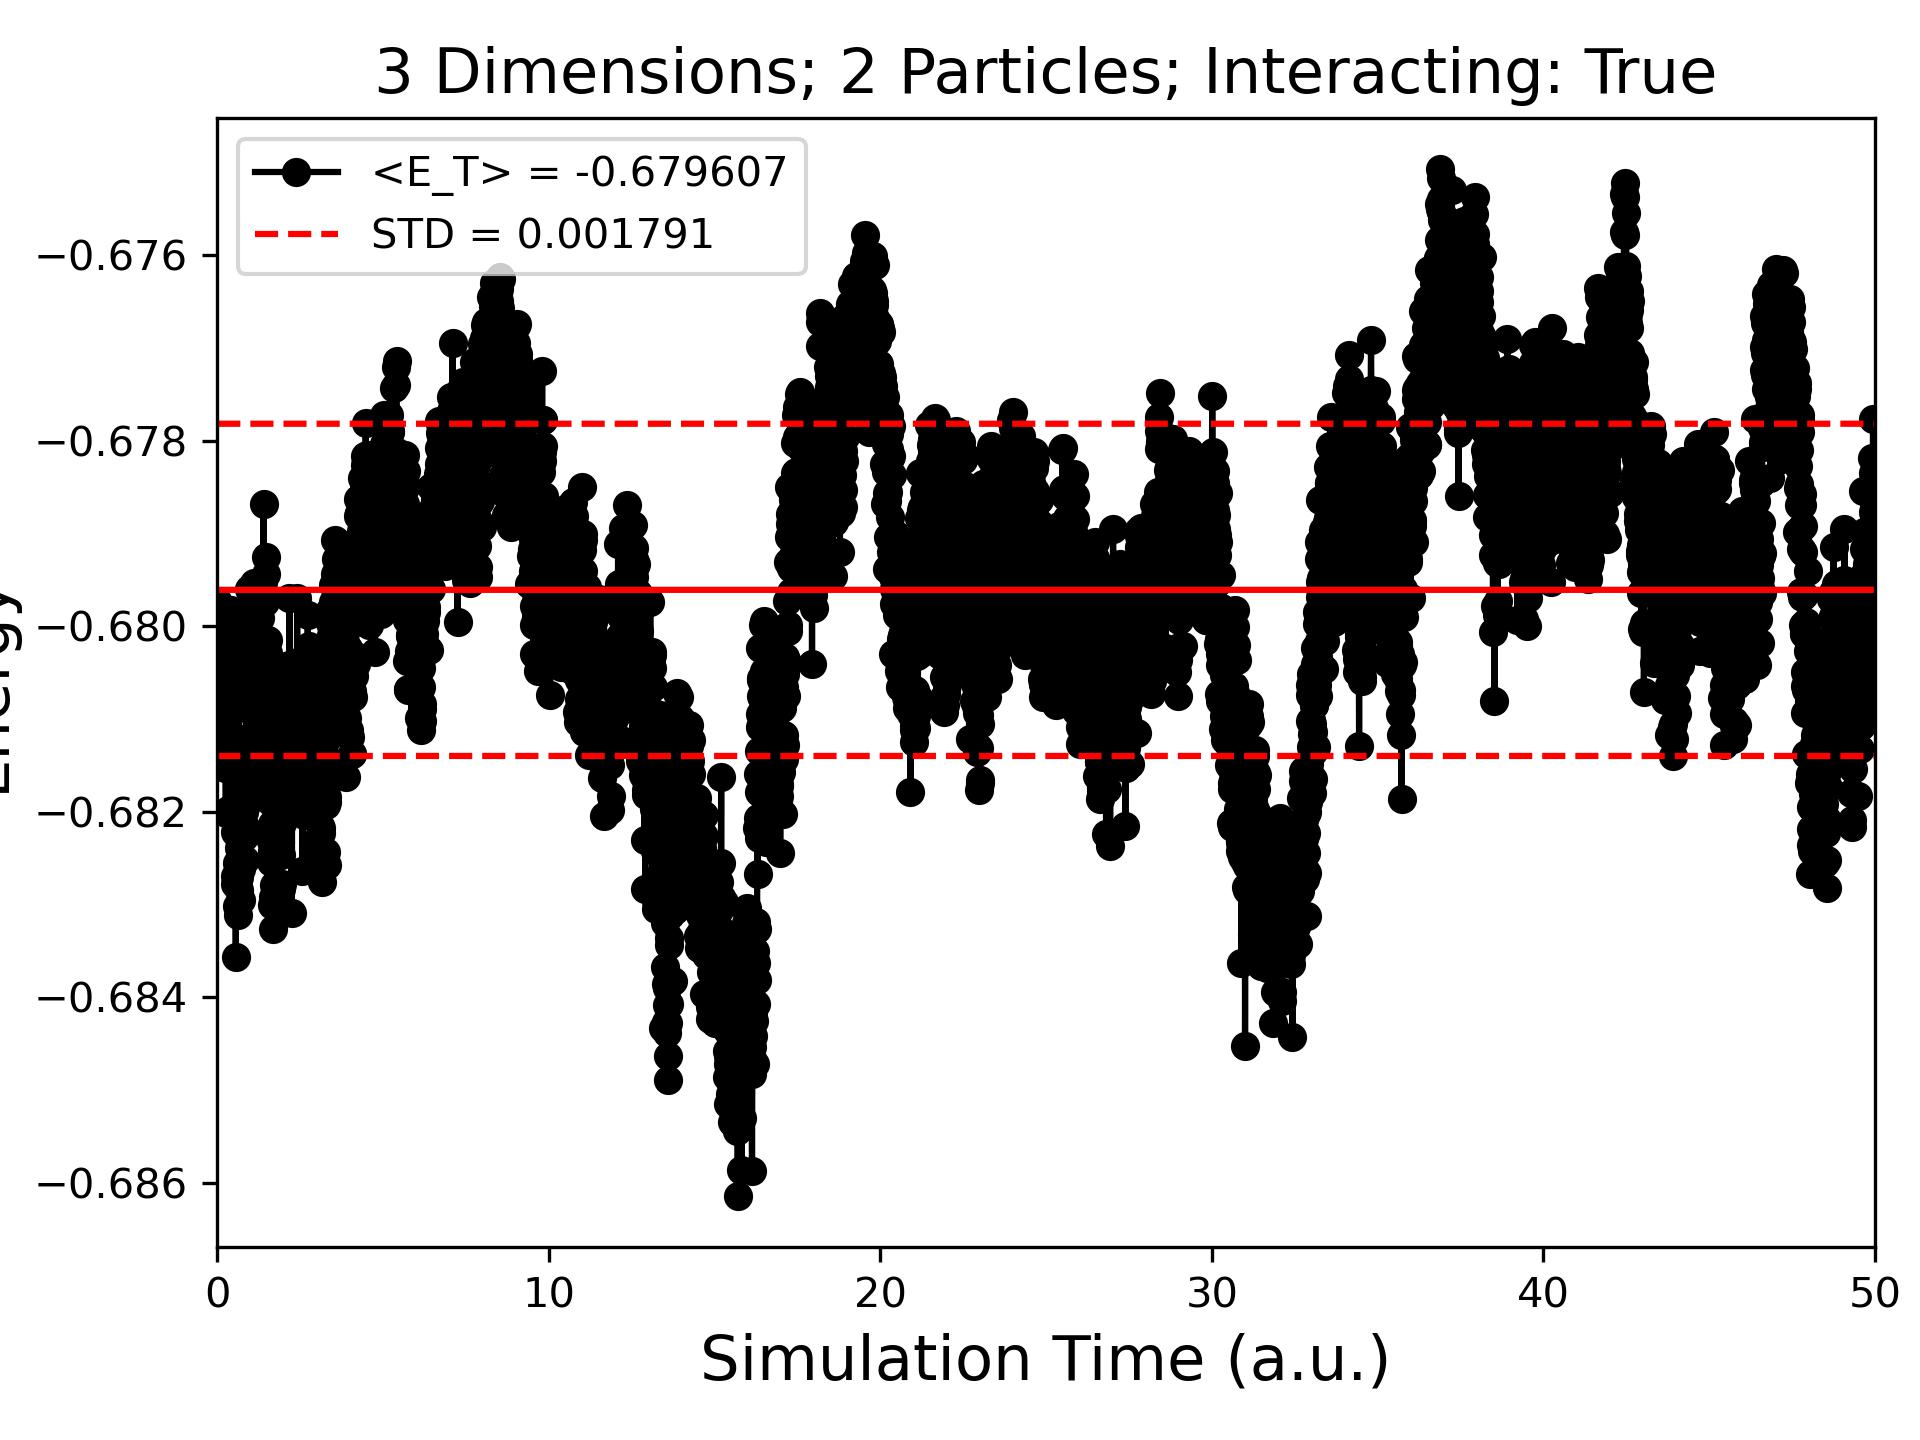 3 Dimensions; 2 Particles; Interacting: True
<E_T> = -0.679607
STD = 0.001791
−0.676
−0.678
−0.680
−0.682
−0.684
−0.686
Energy
0 10 20 30 40 50
Simulation Time (a.u.)